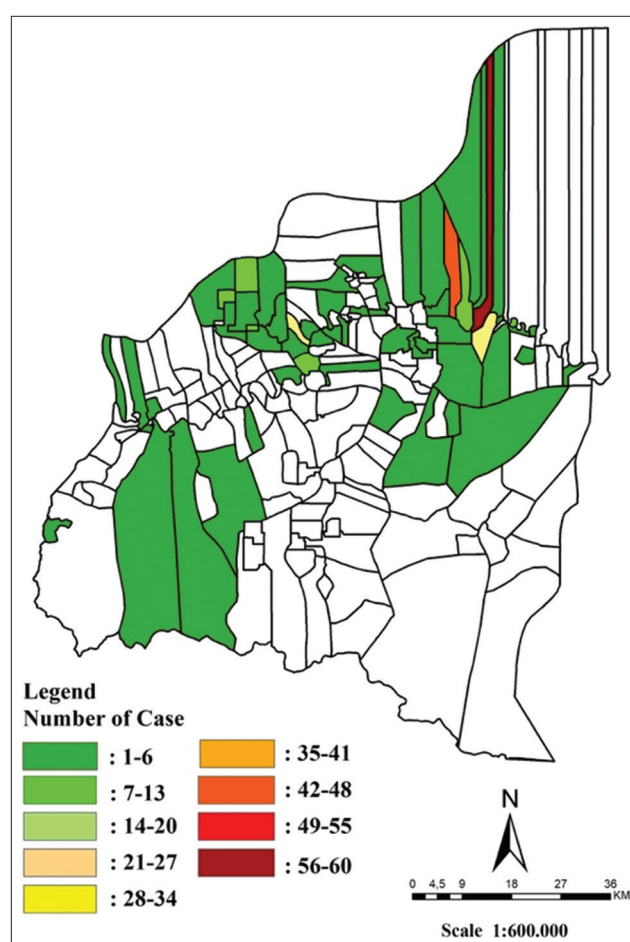 Legend
Number of Case
: 1-6
: 7-13
: 14-20
: 21-27
: 28-34
: 35-41
: 42-48
: 49-55
: 56-60
N
0 4,5 9 18 27 36
KM
Scale 1:600.000